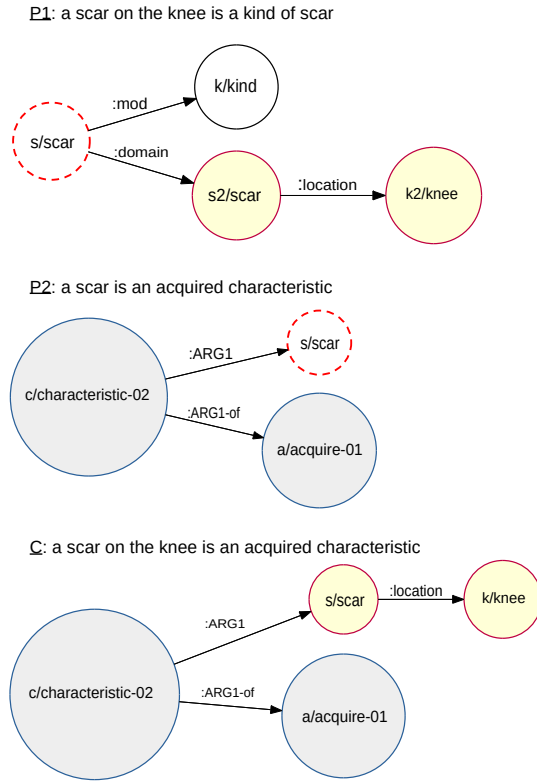 P1: a scar on the knee is a kind of scar
k/kind
:mod
s/scar
:domain
s2/scar
:location
k2/knee
P2: a scar is an acquired characteristic
s/scar
:ARG1
c/characteristic-02
:ARG1-of
a/acquire-01
C: a scar on the knee is an acquired characteristic
s/scar
:location
k/knee
:ARG1
c/characteristic-02
:ARG1-of
a/acquire-01